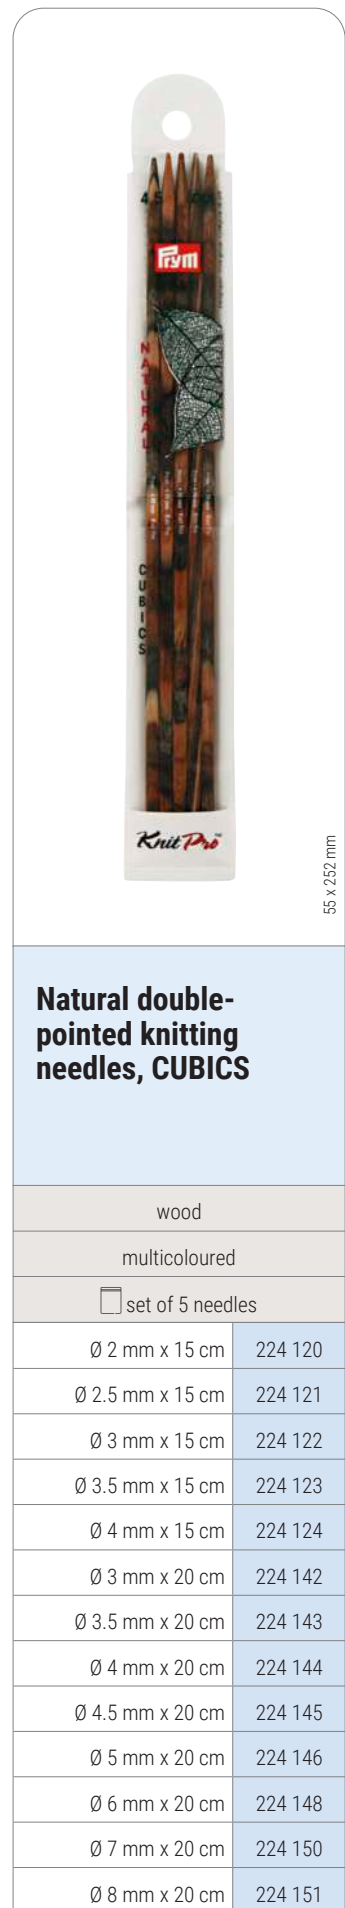 4.5
Prym
NATURAL
CUBICS
KnitPro™
55 x 252 mm
Natural double-
pointed knitting
needles, CUBICS
wood
multicoloured
set of 5 needles
Ø 2 mm x 15 cm 224 120
Ø 2.5 mm x 15 cm 224 121
Ø 3 mm x 15 cm 224 122
Ø 3.5 mm x 15 cm 224 123
Ø 4 mm x 15 cm 224 124
Ø 3 mm x 20 cm 224 142
Ø 3.5 mm x 20 cm 224 143
Ø 4 mm x 20 cm 224 144
Ø 4.5 mm x 20 cm 224 145
Ø 5 mm x 20 cm 224 146
Ø 6 mm x 20 cm 224 148
Ø 7 mm x 20 cm 224 150
Ø 8 mm x 20 cm 224 151